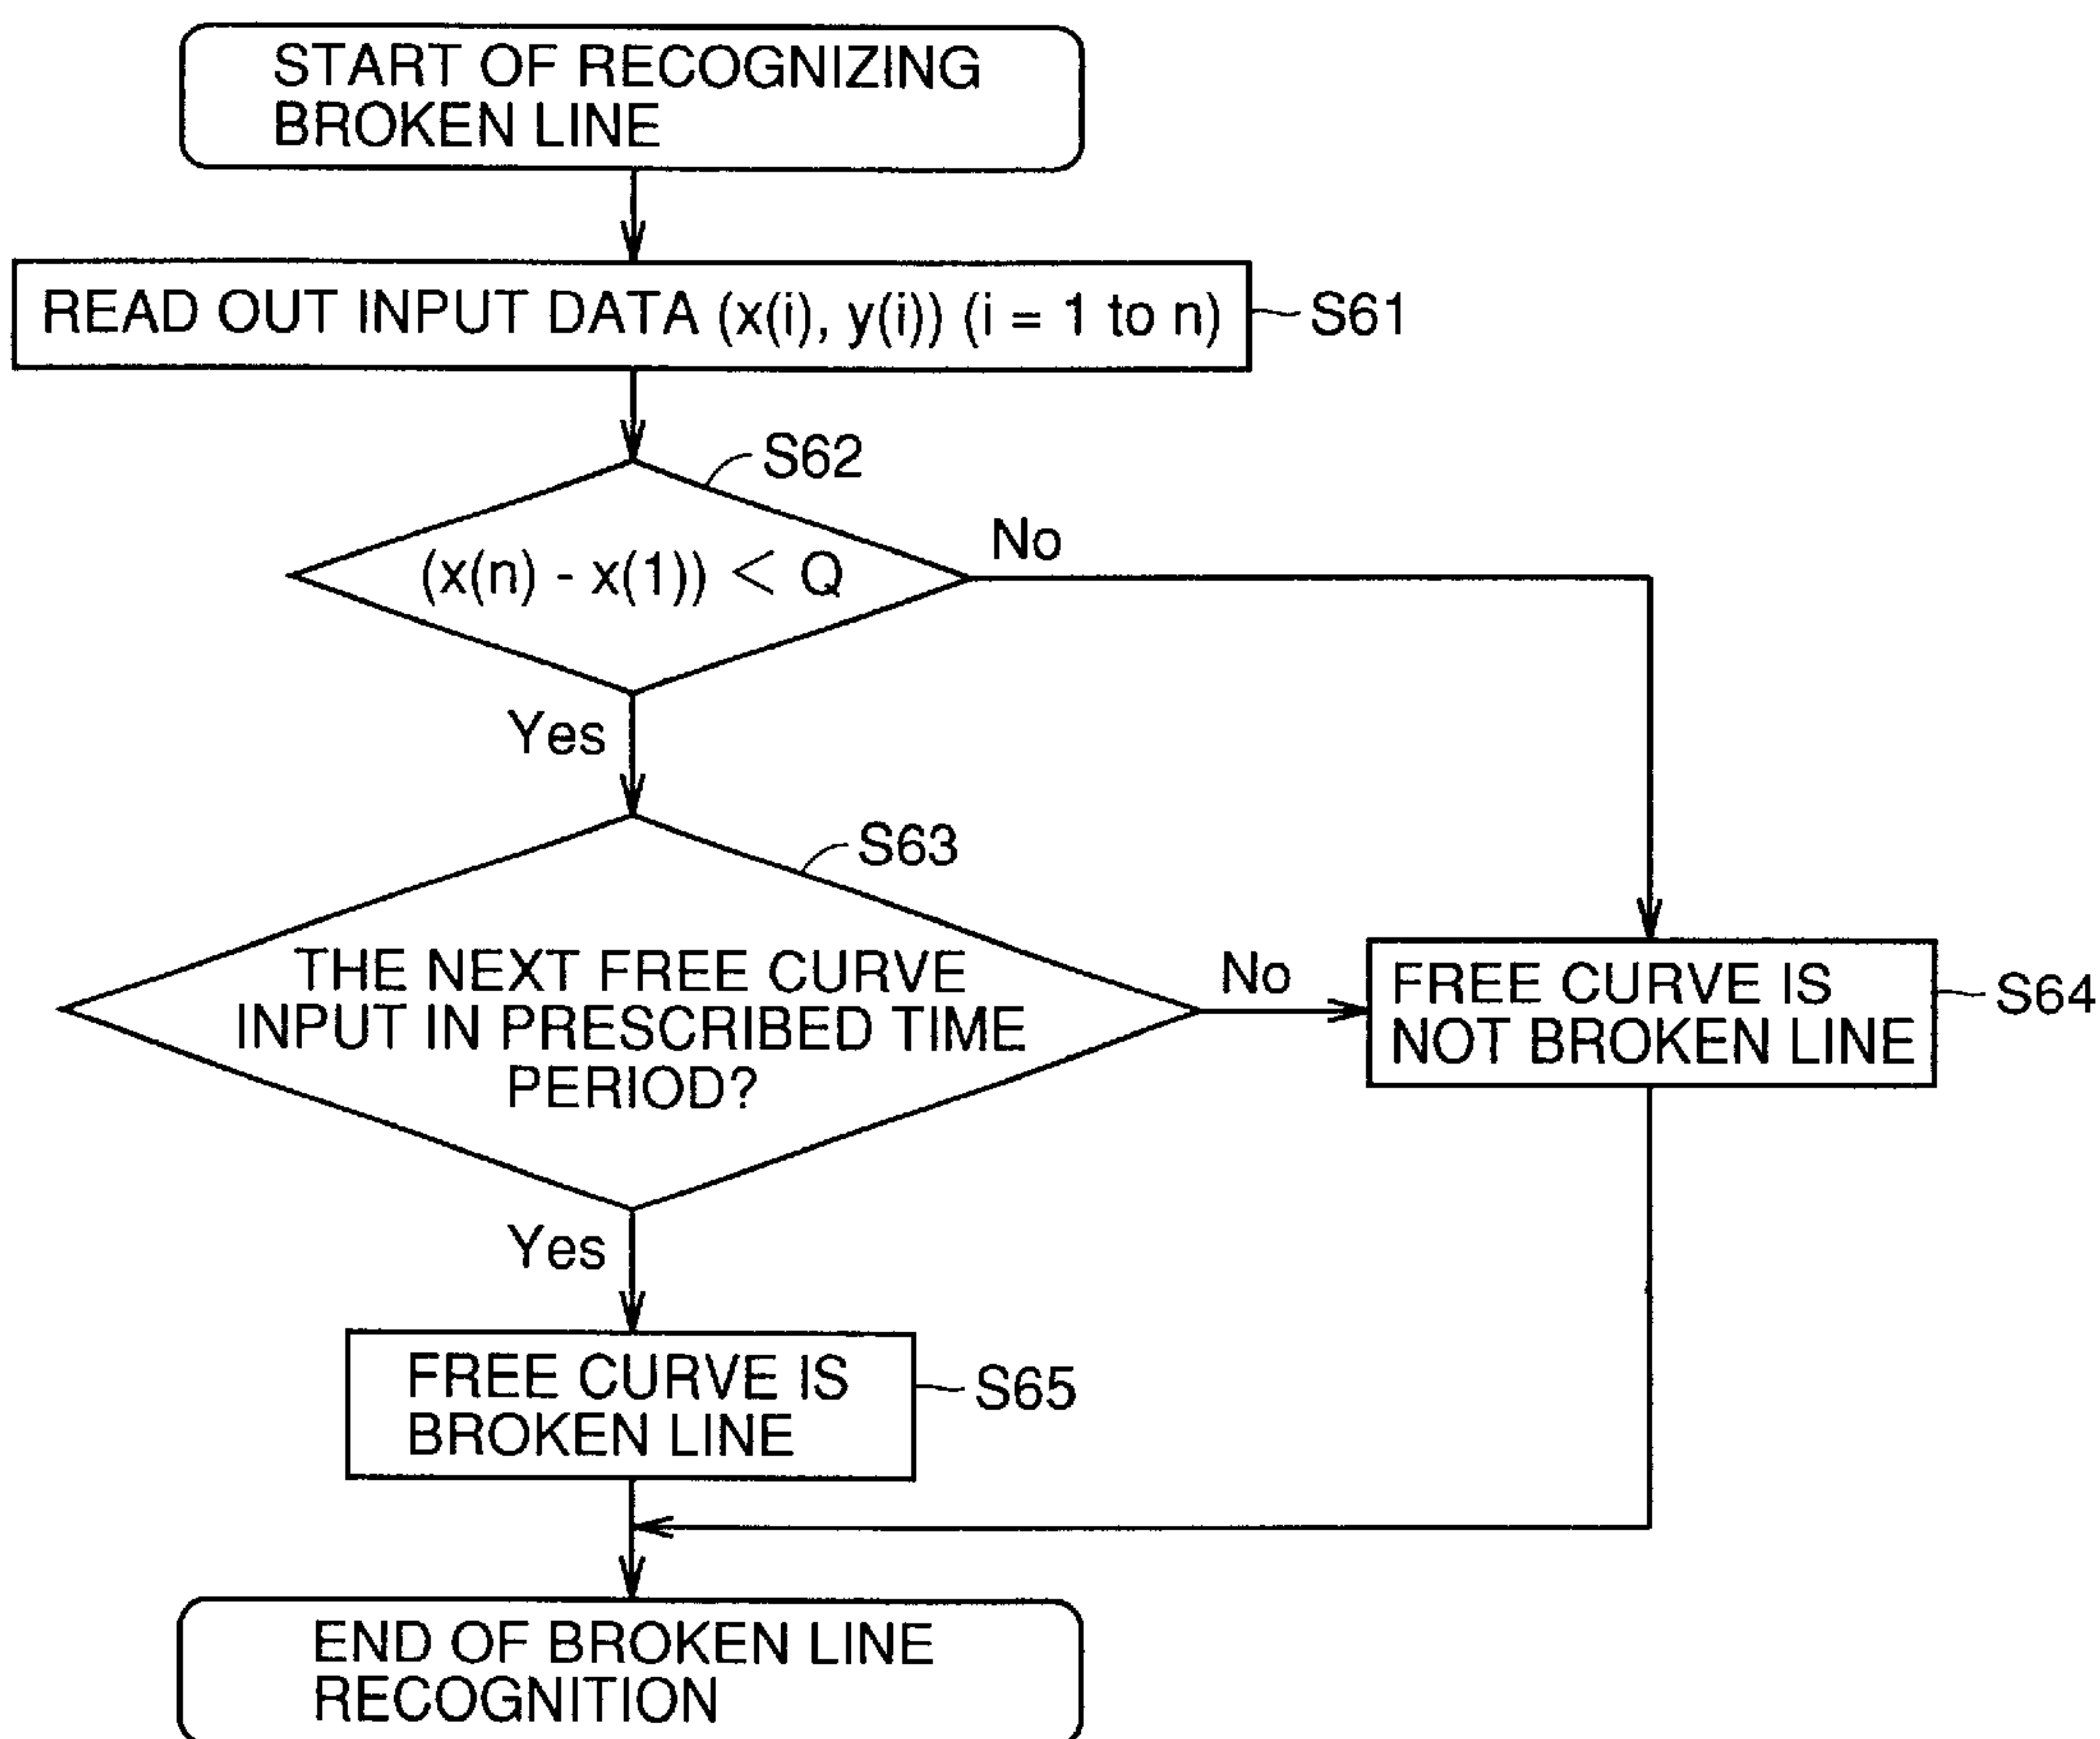 START OF RECOGNIZING
BROKEN LINE
READ OUT INPUT DATA (x(i), y(i)) (i = 1 to n)
S61
S62
(x(n) - x(1)) < Q
No
Yes
S63
THE NEXT FREE CURVE
INPUT IN PRESCRIBED TIME
PERIOD?
No
FREE CURVE IS
NOT BROKEN LINE
S64
Yes
FREE CURVE IS
BROKEN LINE
S65
END OF BROKEN LINE
RECOGNITION